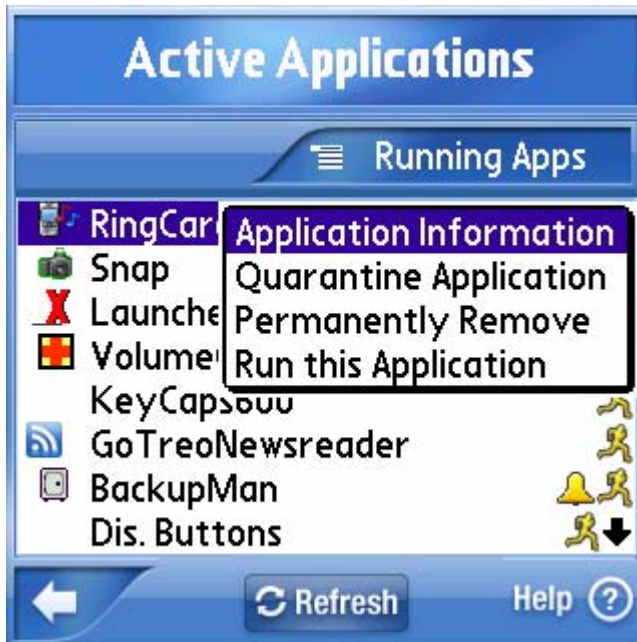 Active Applications
Running Apps
RingCar
Application Information
Snap
Quarantine Application
Launche
Permanently Remove
Volume
Run this Application
KeyCaps600
GoTreoNewsreader
BackupMan
Dis. Buttons
Refresh
Help ?